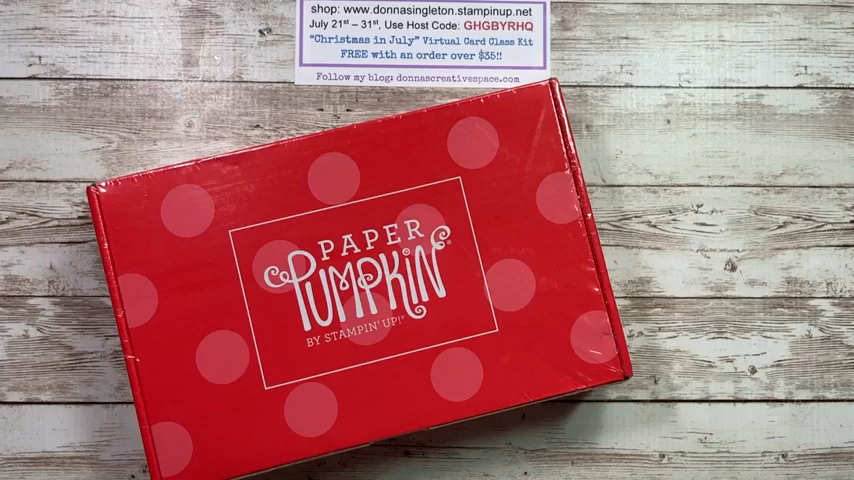 shop: www.donnasingleton.stampinup.net
July 21st – 31st, Use Host Code: GHGBYRHQ
“Christmas in July” Virtual Card Class Kit
FREE with an order over $35!!
Follow my blog: donnascreativespace.com
PAPER
PUMPKIN®
BY STAMPIN' UP!®